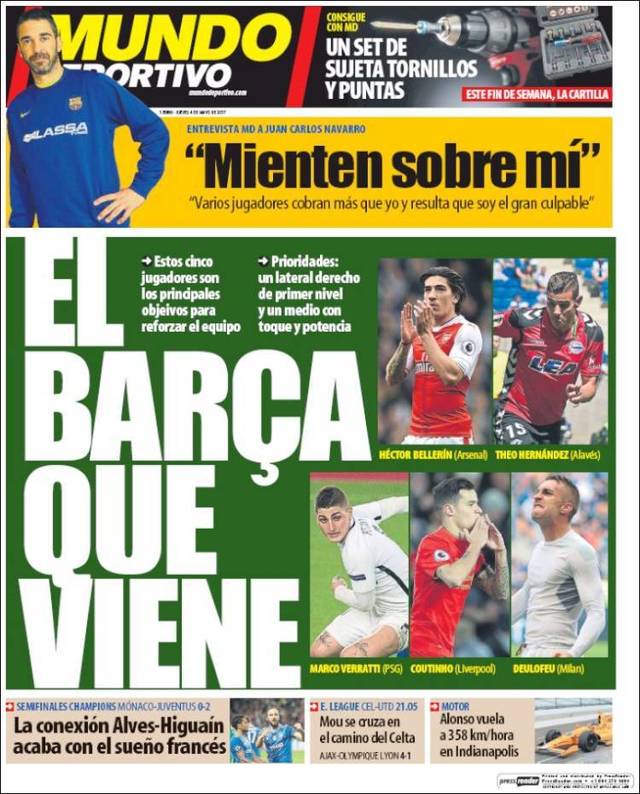 MUNDO
DEPORTIVO
mundodeportivo.com
CONSIGUE
CON MD
UN SET DE
SUJETA TORNILLOS
Y PUNTAS
ESTE FIN DE SEMANA, LA CARTILLA
LASSA
ENTREVISTA MD A JUAN CARLOS NAVARRO
“Mienten sobre mí”
“Varios jugadores cobran más que yo y resulta que soy el gran culpable”
EL
BARÇA
QUE
VIENE
➔ Estos cinco
jugadores son
los principales
objeivos para
reforzar el equipo
➔ Prioridades:
un lateral derecho
de primer nivel
y un medio con
toque y potencia
HÉCTOR BELLERÍN (Arsenal)
LEA
15
THEO HERNÁNDEZ (Alavés)
MARCO VERRATTI (PSG)
COUTINHO (Liverpool)
DEULOFEU (Milan)
SEMIFINALES CHAMPIONS MÓNACO-JUVENTUS 0-2
La conexión Alves-Higuaín
acaba con el sueño francés
E. LEAGUE CEL-UTD 21.05
Mou se cruza en
el camino del Celta
AJAX-OLYMPIQUE LYON 4-1
MOTOR
Alonso vuela
a 358 km/hora
en Indianapolis
pressreader